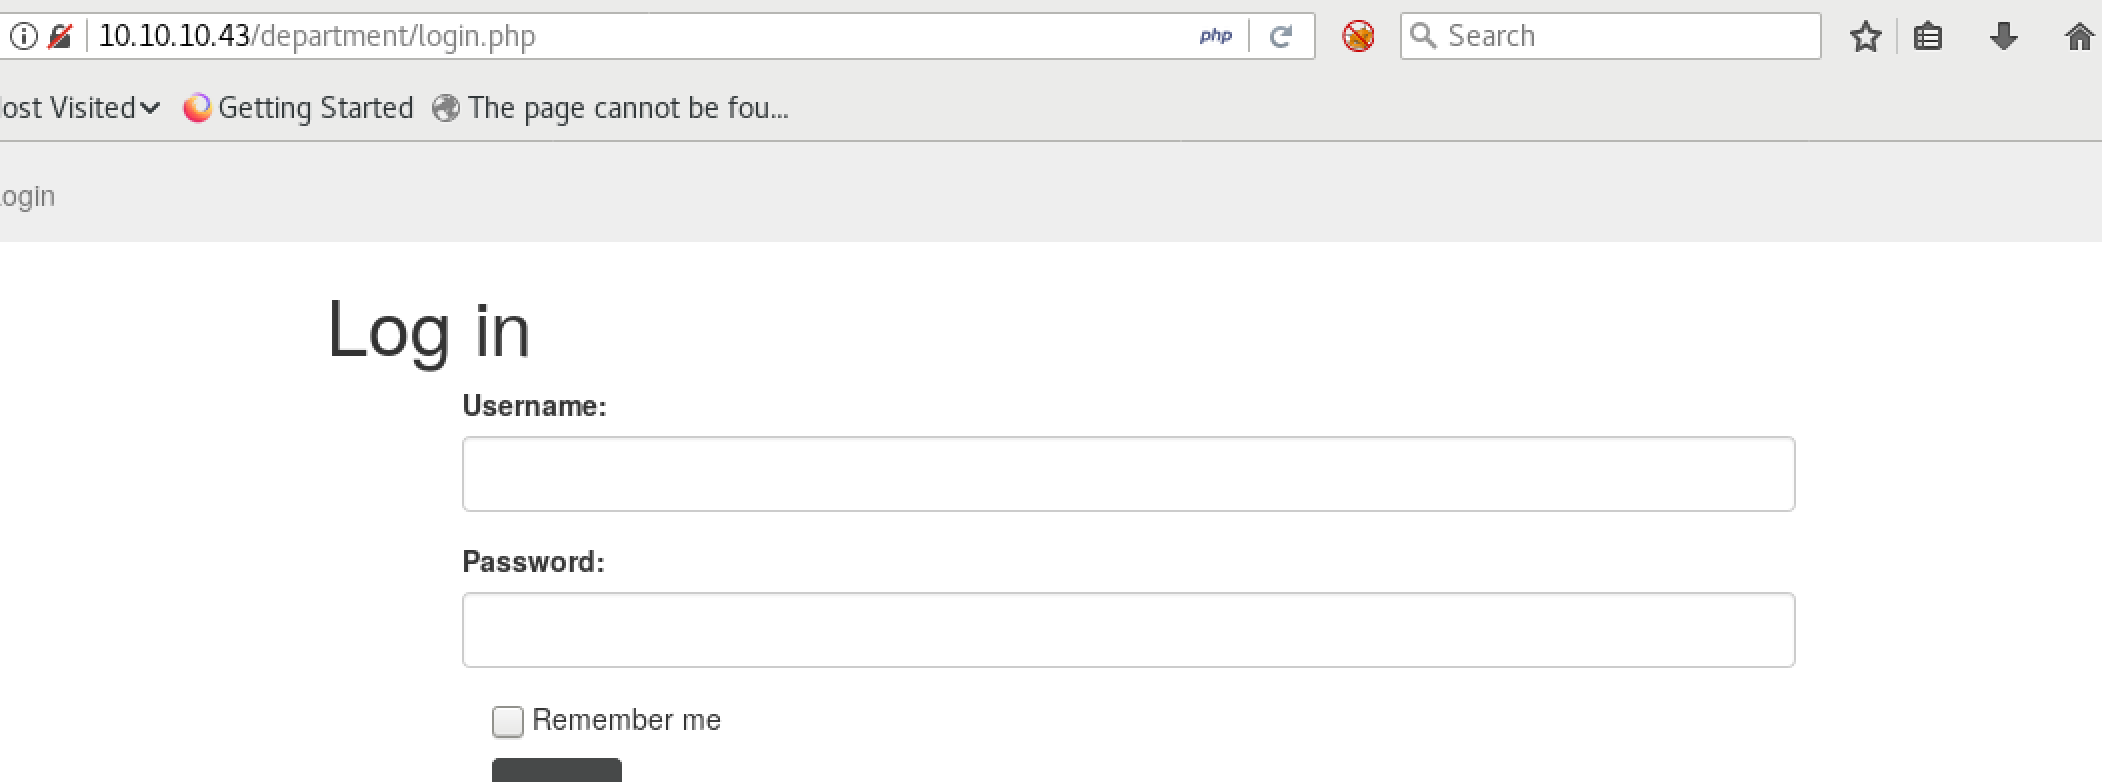 10.10.10.43/department/login.php php Search
ost Visited Getting Started The page cannot be fou...
ogin
Log in
Username:
Password:
Remember me